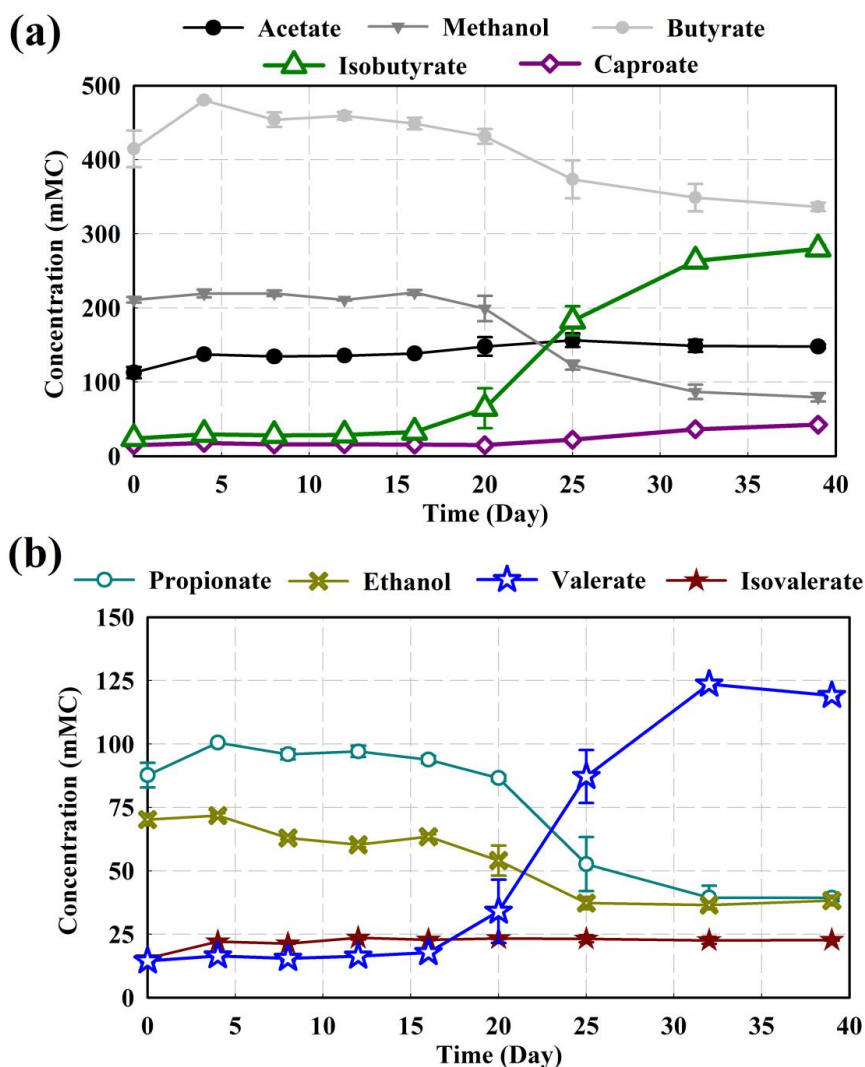 (a)
Acetate Methanol Butyrate
Isobutyrate Caproate
500
400
300
200
100
0
Concentration (mMC)
0 5 10 15 20 25 30 35 40
Time (Day)
(b)
Propionate Ethanol Valerate Isovalerate
150
125
100
75
50
25
0
Concentration (mMC)
0 5 10 15 20 25 30 35 40
Time (Day)